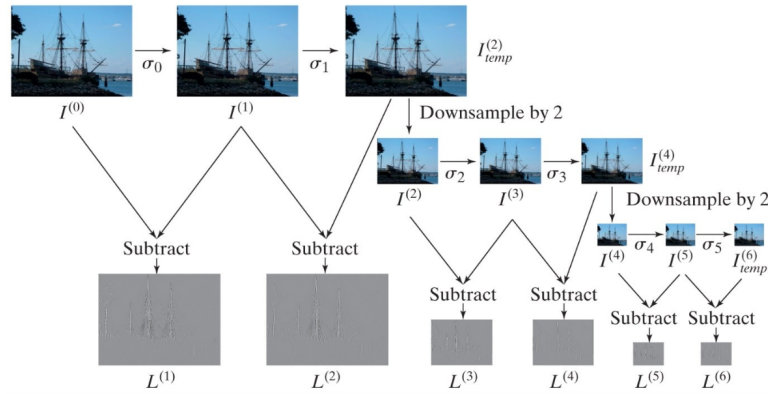 σ₀
σ₁
I⁽²⁾temp
I⁽⁰⁾
I⁽¹⁾
Downsample by 2
σ₂
σ₃
I⁽⁴⁾temp
I⁽²⁾
I⁽³⁾
Downsample by 2
σ₄
σ₅
I⁽⁴⁾
I⁽⁵⁾
I⁽⁶⁾temp
Subtract
Subtract
Subtract
Subtract
Subtract
Subtract
L⁽¹⁾
L⁽²⁾
L⁽³⁾
L⁽⁴⁾
L⁽⁵⁾
L⁽⁶⁾